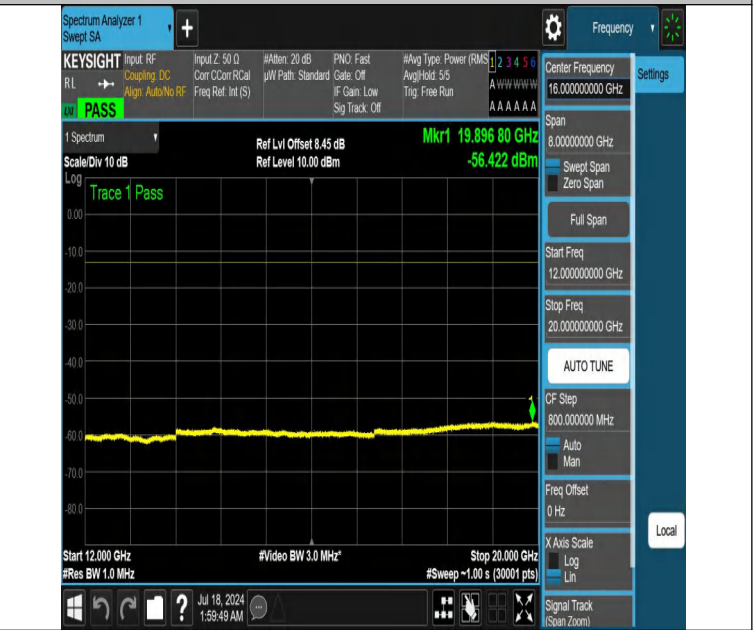 Spectrum Analyzer 1
Swept SA
+
Frequency
KEYSIGHT
RL
PASS
Input: RF
Coupling: DC
Align: Auto/No RF
Input Z: 50 Ω
Corr CCorr RCal
Freq Ref: Int (S)
#Atten: 20 dB
µW Path: Standard
PNO: Fast
Gate: Off
IF Gain: Low
Sig Track: Off
#Avg Type: Power (RMS)
Avg|Hold: 5/5
Trig: Free Run
1 2 3 4 5 6
A W W W W W
A A A A A A
1 Spectrum
Scale/Div 10 dB
Ref Lvl Offset 8.45 dB
Ref Level 10.00 dBm
Mkr1 19.896 80 GHz
-56.422 dBm
Log
Trace 1 Pass
0.00
-10.0
-20.0
-30.0
-40.0
-50.0
-60.0
-70.0
-80.0
1
Start 12.000 GHz
#Res BW 1.0 MHz
#Video BW 3.0 MHz*
Stop 20.000 GHz
#Sweep ~1.00 s (30001 pts)
Center Frequency
16.000000000 GHz
Settings
Span
8.00000000 GHz
Swept Span
Zero Span
Full Span
Start Freq
12.000000000 GHz
Stop Freq
20.000000000 GHz
AUTO TUNE
CF Step
800.000000 MHz
Auto
Man
Freq Offset
0 Hz
X Axis Scale
Log
Lin
Signal Track
(Span Zoom)
Local
?
Jul 18, 2024
1:59:49 AM